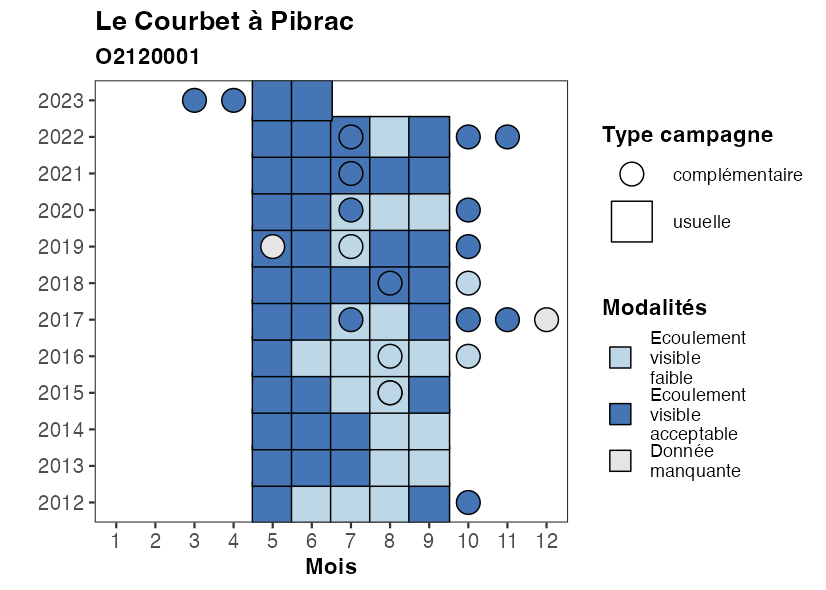 Le Courbet à Pibrac
O2120001
2023
2022
2021
2020
2019
2018
2017
2016
2015
2014
2013
2012
1 2 3 4 5 6 7 8 9 10 11 12
Mois
Type campagne
complémentaire
usuelle
Modalités
Ecoulement
visible
faible
Ecoulement
visible
acceptable
Donnée
manquante